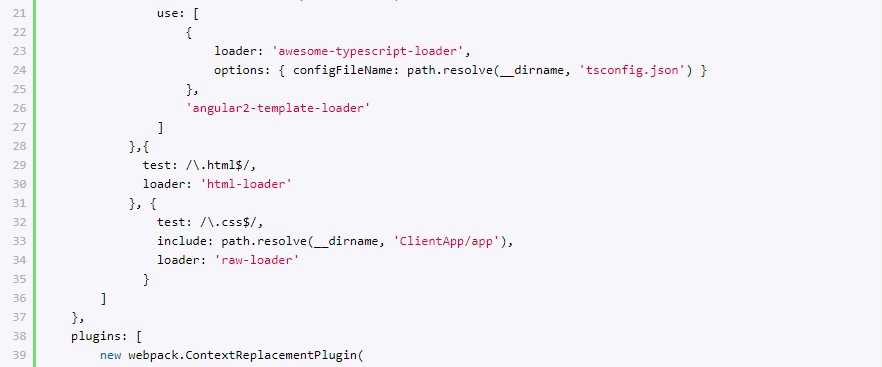 21 use: [
22 {
23 loader: 'awesome-typescript-loader',
24 options: { configFileName: path.resolve(__dirname, 'tsconfig.json') }
25 },
26 'angular2-template-loader'
27 ]
28 },{
29 test: /\.html$/,
30 loader: 'html-loader'
31 }, {
32 test: /\.css$/,
33 include: path.resolve(__dirname, 'ClientApp/app'),
34 loader: 'raw-loader'
35 }
36 ]
37 },
38 plugins: [
39 new webpack.ContextReplacementPlugin(